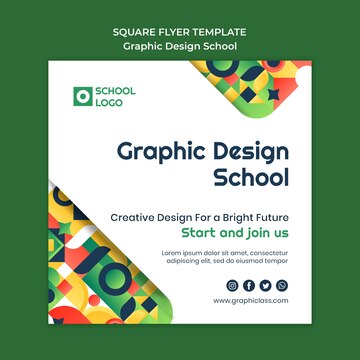 SQUARE FLYER TEMPLATE
Graphic Design School
SCHOOL
LOGO
Graphic Design
School
Creative Design For a Bright Future
Start and join us
Lorem ipsum dolor sit amet, consectetur
adipiscing elit, sed do eiusmod tempor
www.graphiclass.com